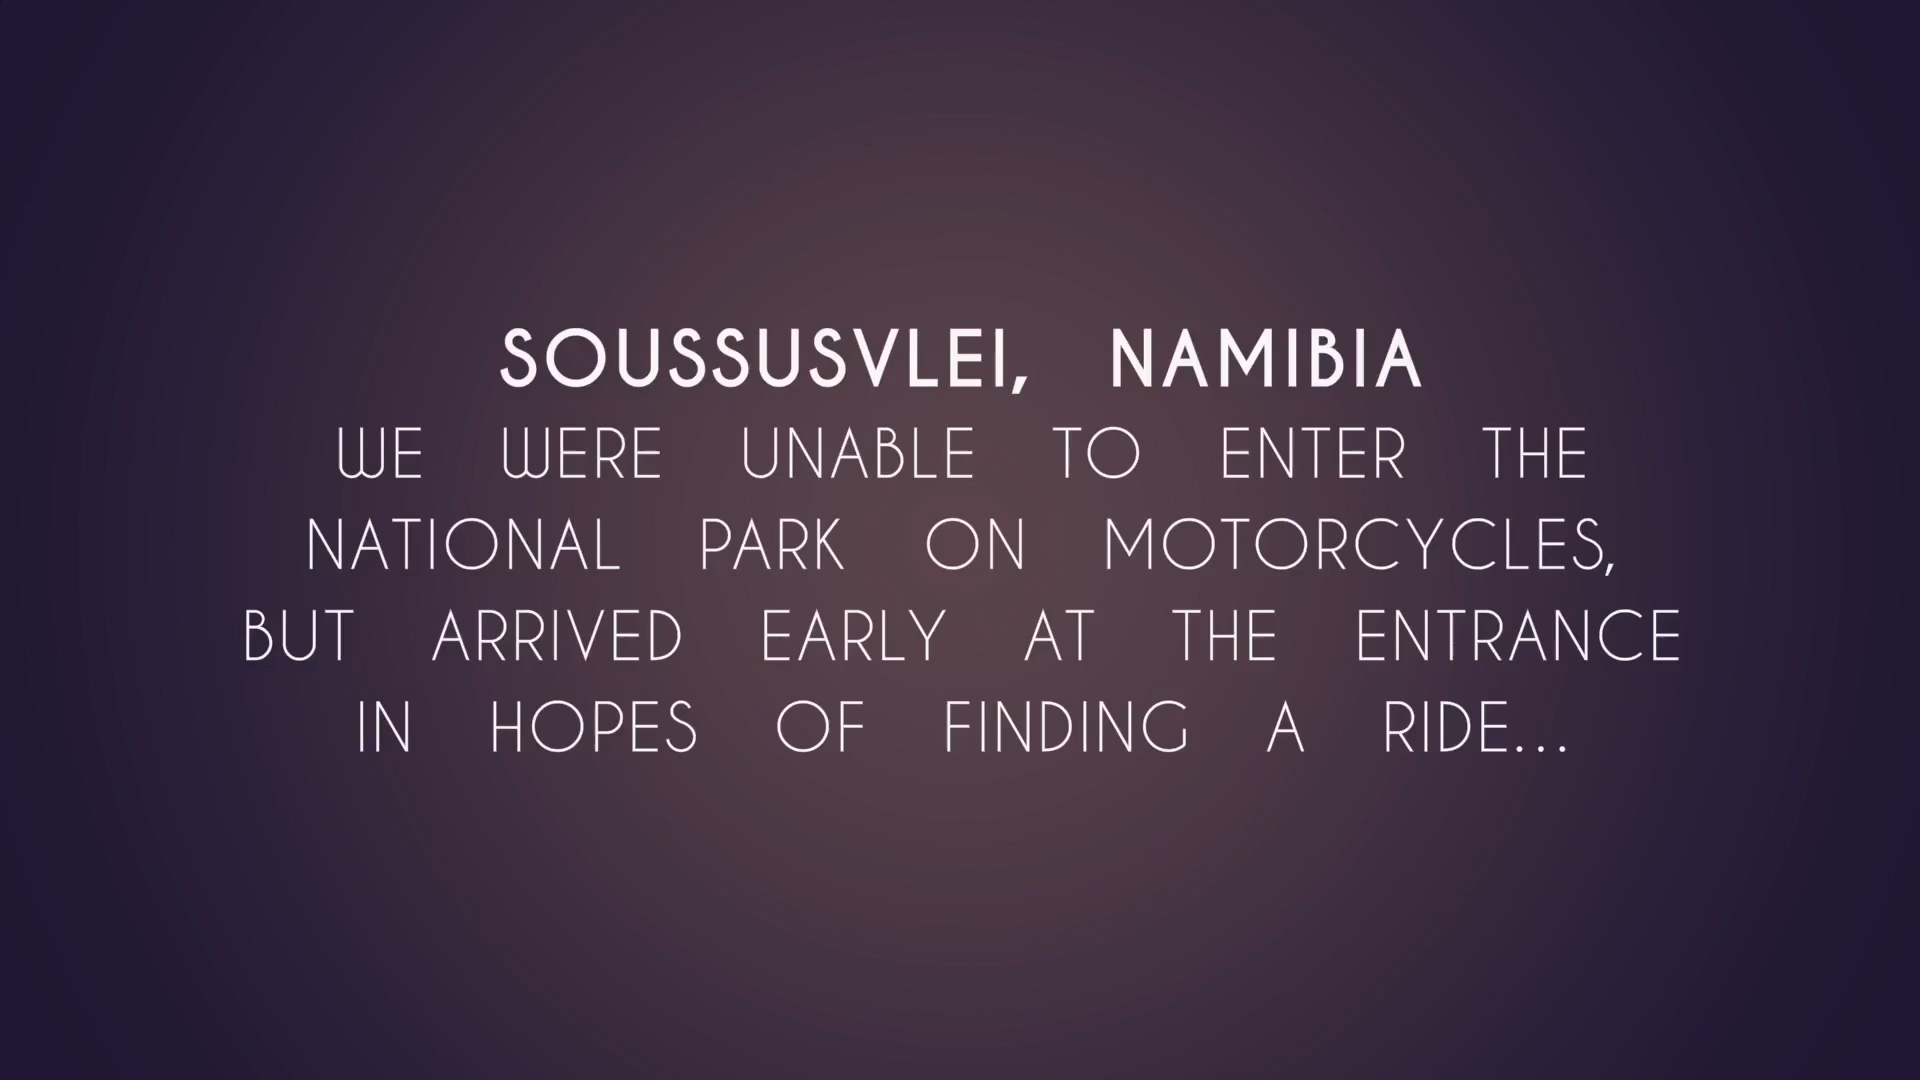 SOUSSUSVLEI, NAMIBIA
WE WERE UNABLE TO ENTER THE
NATIONAL PARK ON MOTORCYCLES,
BUT ARRIVED EARLY AT THE ENTRANCE
IN HOPES OF FINDING A RIDE...